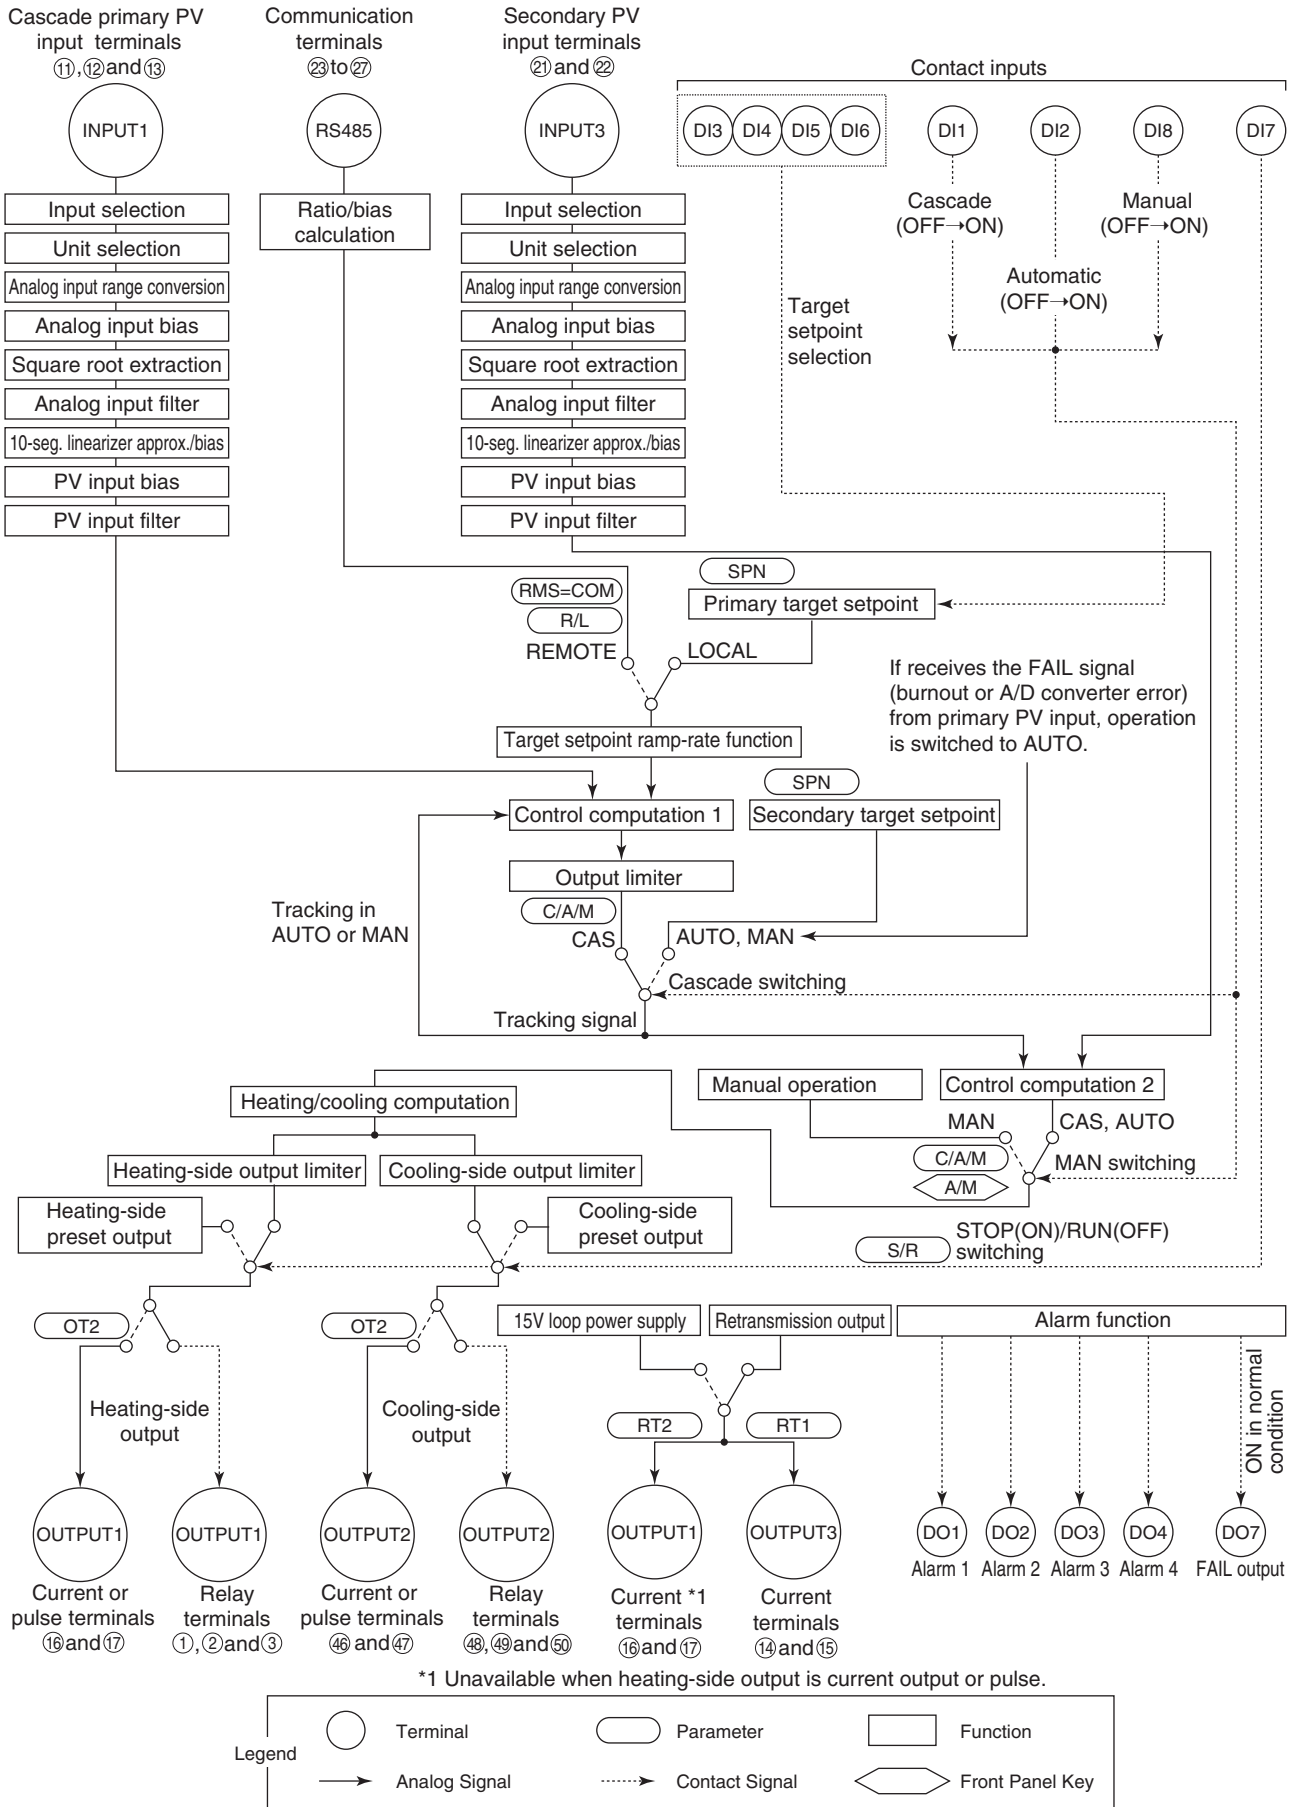 Cascade primary PV
input terminals
⑪,⑫and⑬
Communication
terminals
㉓to㉗
Secondary PV
input terminals
㉑and㉒
Contact inputs
INPUT1
RS485
INPUT3
DI3
DI4
DI5
DI6
DI1
DI2
DI8
DI7
Input selection
Unit selection
Analog input range conversion
Analog input bias
Square root extraction
Analog input filter
10-seg. linearizer approx./bias
PV input bias
PV input filter
Ratio/bias
calculation
Input selection
Unit selection
Analog input range conversion
Analog input bias
Square root extraction
Analog input filter
10-seg. linearizer approx./bias
PV input bias
PV input filter
Cascade
(OFF→ON)
Manual
(OFF→ON)
Automatic
(OFF→ON)
Target
setpoint
selection
SPN
RMS=COM
Primary target setpoint
R/L
REMOTE
LOCAL
If receives the FAIL signal
(burnout or A/D converter error)
from primary PV input, operation
is switched to AUTO.
Target setpoint ramp-rate function
SPN
Control computation 1
Secondary target setpoint
Output limiter
Tracking in
AUTO or MAN
C/A/M
CAS
AUTO, MAN
Cascade switching
Tracking signal
Manual operation
Control computation 2
Heating/cooling computation
MAN
CAS, AUTO
C/A/M
MAN switching
A/M
Heating-side output limiter
Cooling-side output limiter
Heating-side
preset output
Cooling-side
preset output
STOP(ON)/RUN(OFF)
switching
S/R
OT2
OT2
15V loop power supply
Retransmission output
Alarm function
Heating-side
output
Cooling-side
output
RT2
RT1
ON in normal
condition
OUTPUT1
OUTPUT1
OUTPUT2
OUTPUT2
OUTPUT1
OUTPUT3
DO1
DO2
DO3
DO4
DO7
Alarm 1
Alarm 2
Alarm 3
Alarm 4
FAIL output
Current or
pulse terminals
⑯and⑰
Relay
terminals
①,②and③
Current or
pulse terminals
㊻and㊼
Relay
terminals
㊽,㊾and㊿
Current *1
terminals
⑯and⑰
Current
terminals
⑭and⑮
*1 Unavailable when heating-side output is current output or pulse.
Legend
Terminal
Parameter
Function
Analog Signal
Contact Signal
Front Panel Key